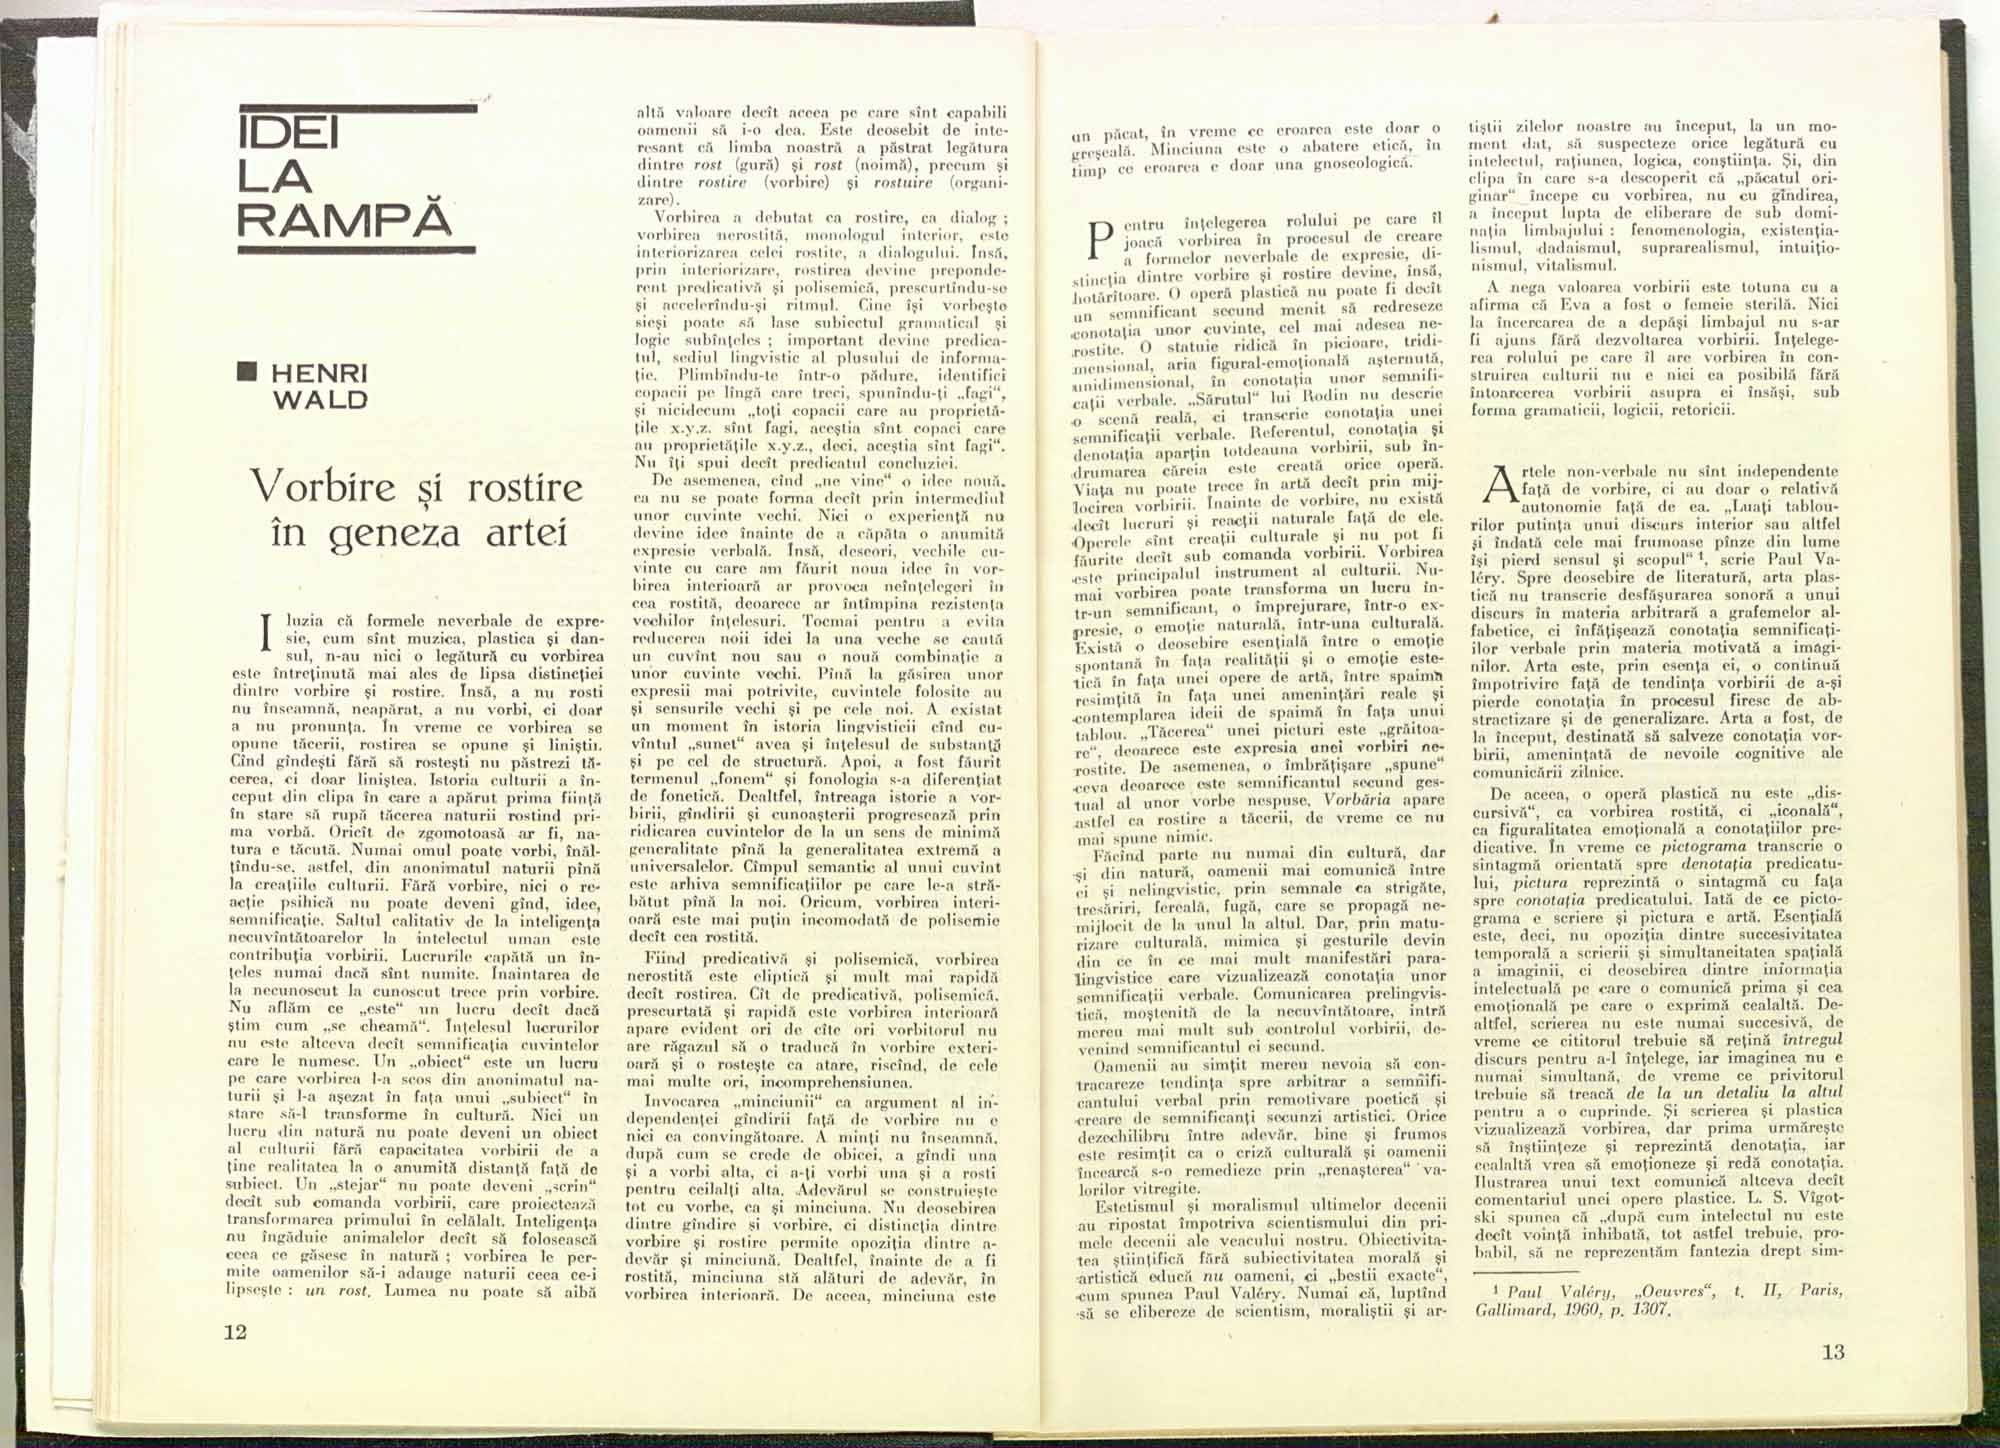 IDEI
LA
RAMPĂ
HENRI
WALD
Vorbire și rostire
în geneza artei
Iluzia că formele neverbale de expre-
sie, cum sînt muzica, plastica și dan-
sul, n-au nici o legătură cu vorbirea
este întreținută mai ales de lipsa distincției
dintre vorbire și rostire. Însă, a nu rosti
nu înseamnă, neapărat, a nu vorbi, ci doar
a nu pronunța. În vreme ce vorbirea se
opune tăcerii, rostirea se opune și liniștii.
Cînd gîndești fără să rostești nu păstrezi tă-
cerea, ci doar liniștea. Istoria culturii a în-
ceput din clipa în care a apărut prima ființă
în stare să rupă tăcerea naturii rostind pri-
ma vorbă. Oricît de zgomotoasă ar fi, na-
tura e tăcută. Numai omul poate vorbi, înăl-
țîndu-se, astfel, din anonimatul naturii pînă
la creațiile culturii. Fără vorbire, nici o re-
acție psihică nu poate deveni gînd, idee,
semnificație. Saltul calitativ de la inteligența
necuvîntătoarelor la intelectul uman este
contribuția vorbirii. Lucrurile capătă un în-
țeles numai dacă sînt numite. Înaintarea de
la necunoscut la cunoscut trece prin vorbire.
Nu aflăm ce „este“ un lucru decît dacă
știm cum „se cheamă“. Înțelesul lucrurilor
nu este altceva decît semnificația cuvintelor
care le numesc. Un „obiect“ este un lucru
pe care vorbirea l-a scos din anonimatul na-
turii și l-a așezat în fața unui „subiect“ în
stare să-l transforme în cultură. Nici un
lucru din natură nu poate deveni un obiect
al culturii fără capacitatea vorbirii de a
ține realitatea la o anumită distanță față de
subiect. Un „stejar“ nu poate deveni „scrin“
decît sub comanda vorbirii, care proiectează
transformarea primului în celălalt. Inteligența
nu îngăduie animalelor decît să folosească
ceea ce găsesc în natură ; vorbirea le per-
mite oamenilor să-i adauge naturii ceea ce-i
lipsește : un rost. Lumea nu poate să aibă
12
altă valoare decît aceea pe care sînt capabili
oamenii să i-o dea. Este deosebit de inte-
resant că limba noastră a păstrat legătura
dintre rost (gură) și rost (noimă), precum și
dintre rostire (vorbire) și rostuire (organi-
zare).
Vorbirea a debutat ca rostire, ca dialog ;
vorbirea nerostită, monologul interior, este
interiorizarea celei rostite, a dialogului. Însă,
prin interiorizare, rostirea devine preponde-
rent predicativă și polisemică, prescurtîndu-se
și accelerîndu-și ritmul. Cine își vorbește
sieși poate să lase subiectul gramatical și
logic subînțeles ; important devine predica-
tul, sediul lingvistic al plusului de informa-
ție. Plimbîndu-te într-o pădure, identifici
copacii pe lîngă care treci, spunîndu-ți „fagi“,
și nicidecum „toți copacii care au proprietă-
țile x.y.z. sînt fagi, aceștia sînt copaci care
au proprietățile x.y.z., deci, aceștia sînt fagi“.
Nu îți spui decît predicatul concluziei.
De asemenea, cînd „ne vine“ o idee nouă,
ea nu se poate forma decît prin intermediul
unor cuvinte vechi. Nici o experiență nu
devine idee înainte de a căpăta o anumită
expresie verbală. Însă, deseori, vechile cu-
vinte cu care am făurit noua idee în vor-
birea interioară ar provoca neînțelegeri în
cea rostită, deoarece ar întîmpina rezistența
vechilor înțelesuri. Tocmai pentru a evita
reducerea noii idei la una veche se caută
un cuvînt nou sau o nouă combinație a
unor cuvinte vechi. Pînă la găsirea unor
expresii mai potrivite, cuvintele folosite au
și sensurile vechi și pe cele noi. A existat
un moment în istoria lingvisticii cînd cu-
vîntul „sunet“ avea și înțelesul de substanță
și pe cel de structură. Apoi, a fost făurit
termenul „fonem“ și fonologia s-a diferențiat
de fonetică. Dealtfel, întreaga istorie a vor-
birii, gîndirii și cunoașterii progresează prin
ridicarea cuvintelor de la un sens de minimă
generalitate pînă la generalitatea extremă a
universalelor. Cîmpul semantic al unui cuvînt
este arhiva semnificațiilor pe care le-a stră-
bătut pînă la noi. Oricum, vorbirea interi-
oară este mai puțin incomodată de polisemie
decît cea rostită.
Fiind predicativă și polisemică, vorbirea
nerostită este eliptică și mult mai rapidă
decît rostirea. Cît de predicativă, polisemică,
prescurtată și rapidă este vorbirea interioară
apare evident ori de cîte ori vorbitorul nu
are răgazul să o traducă în vorbire exteri-
oară și o rostește ca atare, riscînd, de cele
mai multe ori, incomprehensiunea.
Invocarea „minciunii“ ca argument al in-
dependenței gîndirii față de vorbire nu e
nici ea convingătoare. A minți nu înseamnă,
după cum se crede de obicei, a gîndi una
și a vorbi alta, ci a-ți vorbi una și a rosti
pentru ceilalți alta. Adevărul se construiește
tot cu vorbe, ca și minciuna. Nu deosebirea
dintre gîndire și vorbire, ci distincția dintre
vorbire și rostire permite opoziția dintre a-
devăr și minciună. Dealtfel, înainte de a fi
rostită, minciuna stă alături de adevăr, în
vorbirea interioară. De aceea, minciuna este
un păcat, în vreme ce eroarea este doar o
greșeală. Minciuna este o abatere etică, în
timp ce eroarea e doar una gnoseologică.
Pentru înțelegerea rolului pe care îl
joacă vorbirea în procesul de creare
a formelor neverbale de expresie, di-
stincția dintre vorbire și rostire devine, însă,
hotărîtoare. O operă plastică nu poate fi decît
un semnificant secund menit să redreseze
conotația unor cuvinte, cel mai adesea ne-
rostite. O statuie ridică în picioare, tridi-
mensional, aria figural-emoțională așternută,
unidimensional, în conotația unor semnifi-
cații verbale. „Sărutul“ lui Rodin nu descrie
o scenă reală, ci transcrie conotația unei
semnificații verbale. Referentul, conotația și
denotația aparțin totdeauna vorbirii, sub în-
drumarea căreia este creată orice operă.
Viața nu poate trece în artă decît prin mij-
locirea vorbirii. Înainte de vorbire, nu există
decît lucruri și reacții naturale față de ele.
Operele sînt creații culturale și nu pot fi
făurite decît sub comanda vorbirii. Vorbirea
este principalul instrument al culturii. Nu-
mai vorbirea poate transforma un lucru în-
tr-un semnificant, o împrejurare, într-o ex-
presie, o emoție naturală, într-una culturală.
Există o deosebire esențială între o emoție
spontană în fața realității și o emoție este-
tică în fața unei opere de artă, între spaima
resimțită în fața unei amenințări reale și
contemplarea ideii de spaimă în fața unui
tablou. „Tăcerea“ unei picturi este „grăitoa-
re“, deoarece este expresia unei vorbiri ne-
rostite. De asemenea, o îmbrățișare „spune“
ceva deoarece este semnificantul secund ges-
tual al unor vorbe nespuse. Vorbăria apare
astfel ca rostire a tăcerii, de vreme ce nu
mai spune nimic.
Făcînd parte nu numai din cultură, dar
și din natură, oamenii mai comunică între
ei și nelingvistic, prin semnale ca strigăte,
tresăriri, fereală, fugă, care se propagă ne-
mijlocit de la unul la altul. Dar, prin matu-
rizare culturală, mimica și gesturile devin
din ce în ce mai mult manifestări para-
lingvistice care vizualizează conotația unor
semnificații verbale. Comunicarea prelingvis-
tică, moștenită de la necuvîntătoare, intră
mereu mai mult sub controlul vorbirii, de-
venind semnificantul ei secund.
Oamenii au simțit mereu nevoia să con-
tracareze tendința spre arbitrar a semnifi-
cantului verbal prin remotivare poetică și
creare de semnificanți secunzi artistici. Orice
dezechilibru între adevăr, bine și frumos
este resimțit ca o criză culturală și oamenii
încearcă s-o remedieze prin „renașterea“ va-
lorilor vitregite.
Estetismul și moralismul ultimelor decenii
au ripostat împotriva scientismului din pri-
mele decenii ale veacului nostru. Obiectivita-
tea științifică fără subiectivitatea morală și
artistică educă nu oameni, ci „bestii exacte“,
cum spunea Paul Valéry. Numai că, luptînd
să se elibereze de scientism, moraliștii și ar-
tiștii zilelor noastre au început, la un mo-
ment dat, să suspecteze orice legătură cu
intelectul, rațiunea, logica, conștiința. Și, din
clipa în care s-a descoperit că „păcatul ori-
ginar“ începe cu vorbirea, nu cu gîndirea,
a început lupta de eliberare de sub domi-
nația limbajului : fenomenologia, existenția-
lismul, dadaismul, suprarealismul, intuițio-
nismul, vitalismul.
A nega valoarea vorbirii este totuna cu a
afirma că Eva a fost o femeie sterilă. Nici
la încercarea de a depăși limbajul nu s-ar
fi ajuns fără dezvoltarea vorbirii. Înțelege-
rea rolului pe care îl are vorbirea în con-
struirea culturii nu e nici ea posibilă fără
întoarcerea vorbirii asupra ei însăși, sub
forma gramaticii, logicii, retoricii.
Artele non-verbale nu sînt independente
față de vorbire, ci au doar o relativă
autonomie față de ea. „Luați tablou-
rilor putința unui discurs interior sau altfel
și îndată cele mai frumoase pînze din lume
își pierd sensul și scopul“ 1, scrie Paul Va-
léry. Spre deosebire de literatură, arta plas-
tică nu transcrie desfășurarea sonoră a unui
discurs în materia arbitrară a grafemelor al-
fabetice, ci înfățișează conotația semnificați-
ilor verbale prin materia motivată a imagi-
nilor. Arta este, prin esența ei, o continuă
împotrivire față de tendința vorbirii de a-și
pierde conotația în procesul firesc de ab-
stractizare și de generalizare. Arta a fost, de
la început, destinată să salveze conotația vor-
birii, amenințată de nevoile cognitive ale
comunicării zilnice.
De aceea, o operă plastică nu este „dis-
cursivă“, ca vorbirea rostită, ci „iconală“,
ca figuralitatea emoțională a conotațiilor pre-
dicative. În vreme ce pictograma transcrie o
sintagmă orientată spre denotația predicatu-
lui, pictura reprezintă o sintagmă cu fața
spre conotația predicatului. Iată de ce picto-
grama e scriere și pictura e artă. Esențială
este, deci, nu opoziția dintre succesivitatea
temporală a scrierii și simultaneitatea spațială
a imaginii, ci deosebirea dintre informația
intelectuală pe care o comunică prima și cea
emoțională pe care o exprimă cealaltă. De-
altfel, scrierea nu este numai succesivă, de
vreme ce cititorul trebuie să rețină întregul
discurs pentru a-l înțelege, iar imaginea nu e
numai simultană, de vreme ce privitorul
trebuie să treacă de la un detaliu la altul
pentru a o cuprinde. Și scrierea și plastica
vizualizează vorbirea, dar prima urmărește
să înștiințeze și reprezintă denotația, iar
cealaltă vrea să emoționeze și redă conotația.
Ilustrarea unui text comunică altceva decît
comentariul unei opere plastice. L. S. Vîgot-
ski spunea că „după cum intelectul nu este
decît voință inhibată, tot astfel trebuie, pro-
babil, să ne reprezentăm fantezia drept sim-
1 Paul Valéry, „Oeuvres“, t. II, Paris,
Gallimard, 1960, p. 1307.
13